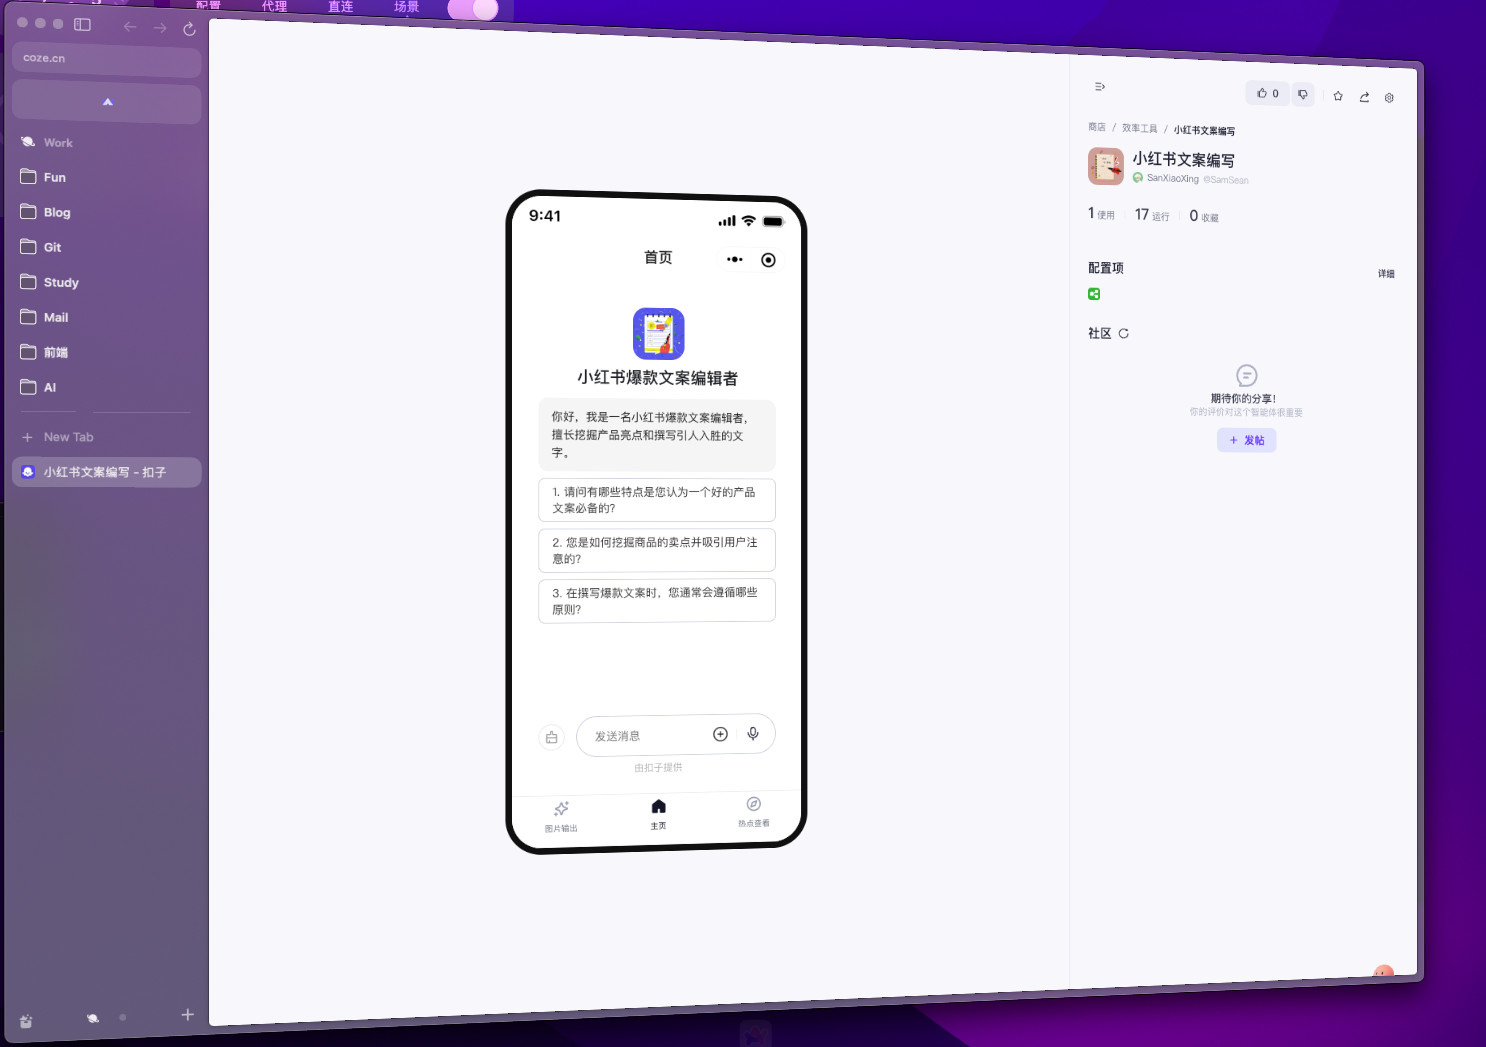 配置 代理 直连 场景
coze.cn
Work
Fun
Blog
Git
Study
Mail
前端
AI
New Tab
小红书文案编写 - 扣子
9:41
首页
小红书爆款文案编辑者
你好，我是一名小红书爆款文案编辑者，
擅长挖掘产品亮点和撰写引人入胜的文
字。
1. 请问有哪些特点是您认为一个好的产品
文案必备的?
2. 您是如何挖掘商品的卖点并吸引用户注
意的?
3. 在撰写爆款文案时，您通常会遵循哪些
原则?
发送消息
由扣子提供
图片输出
主页
热点查看
0
商店 / 效率工具 / 小红书文案编写
小红书文案编写
SanXiaoXing @SamSean
1 使用 17 运行 0 收藏
配置项
详细
社区
期待你的分享!
你的评价对这个智能体很重要
+ 发帖